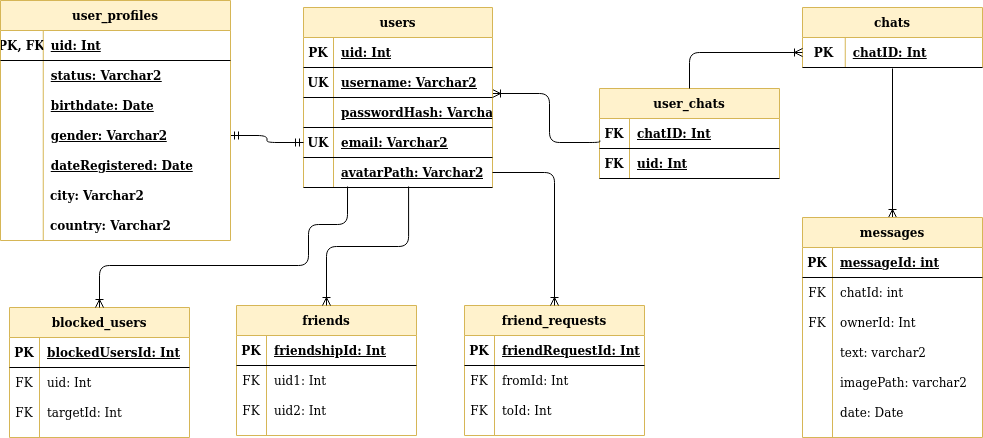 user_profiles
PK, FK uid: Int
status: Varchar2
birthdate: Date
gender: Varchar2
dateRegistered: Date
city: Varchar2
country: Varchar2
users
PK uid: Int
UK username: Varchar2
passwordHash: Varcha
UK email: Varchar2
avatarPath: Varchar2
user_chats
FK chatID: Int
FK uid: Int
chats
PK chatID: Int
blocked_users
PK blockedUsersId: Int
FK uid: Int
FK targetId: Int
friends
PK friendshipId: Int
FK uid1: Int
FK uid2: Int
friend_requests
PK friendRequestId: Int
FK fromId: Int
FK toId: Int
messages
PK messageId: int
FK chatId: int
FK ownerId: Int
text: varchar2
imagePath: varchar2
date: Date